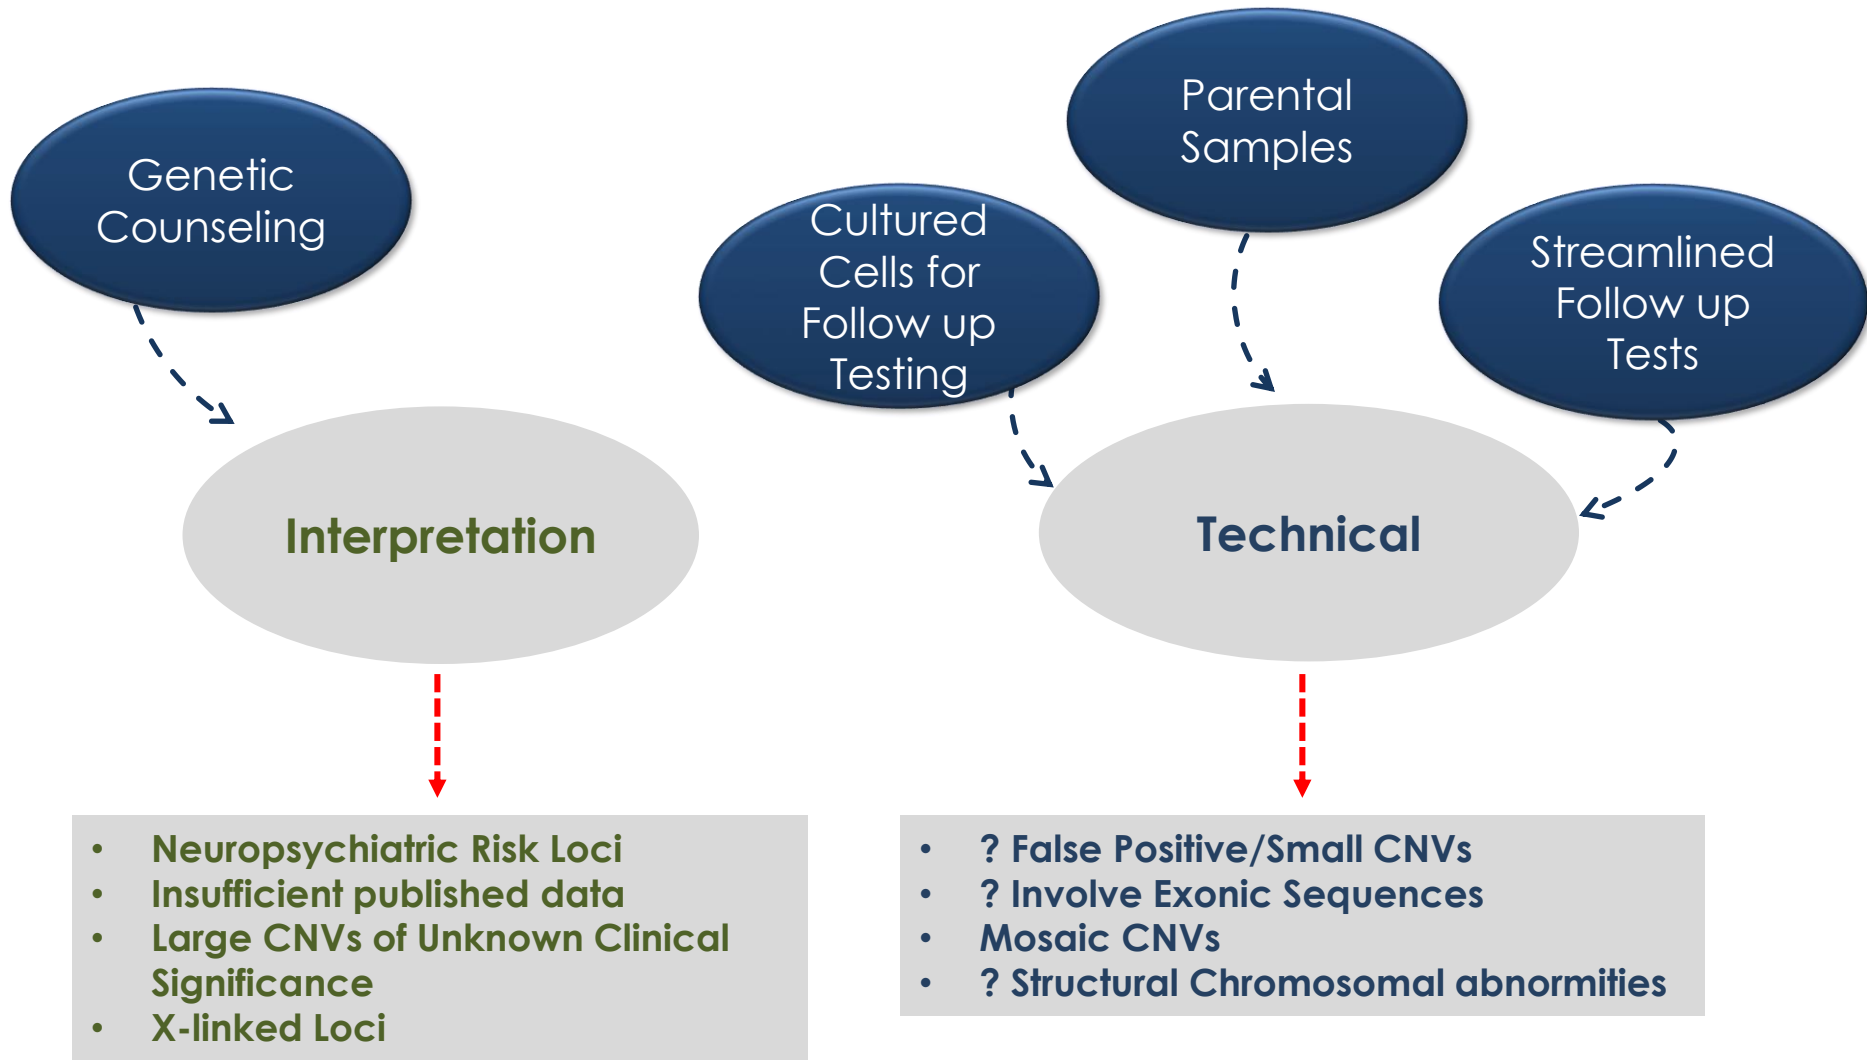 Genetic
Counseling
Parental
Samples
Cultured
Cells for
Follow up
Testing
Streamlined
Follow up
Tests
Interpretation
Technical
• Neuropsychiatric Risk Loci
• Insufficient published data
• Large CNVs of Unknown Clinical
Significance
• X-linked Loci
• ? False Positive/Small CNVs
• ? Involve Exonic Sequences
• Mosaic CNVs
• ? Structural Chromosomal abnormities